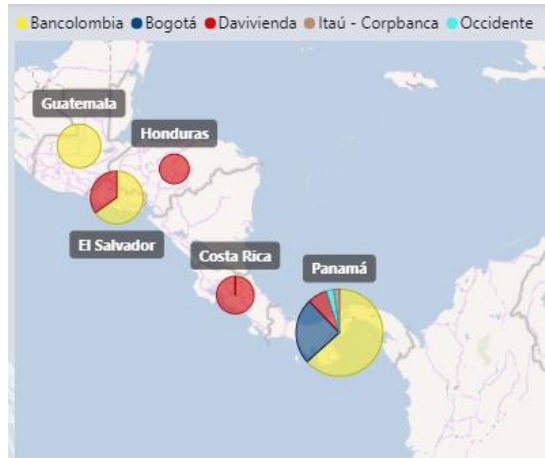 Bancolombia Bogotá Davivienda Itaú - Corpbanca Occidente
Guatemala
Honduras
El Salvador
Costa Rica
Panamá